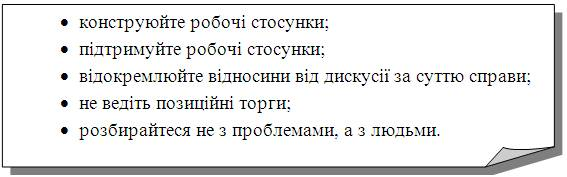 • конструюйте робочі стосунки;
• підтримуйте робочі стосунки;
• відокремлюйте відносини від дискусії за суттю справи;
• не ведіть позиційні торги;
• розбирайтеся не з проблемами, а з людьми.